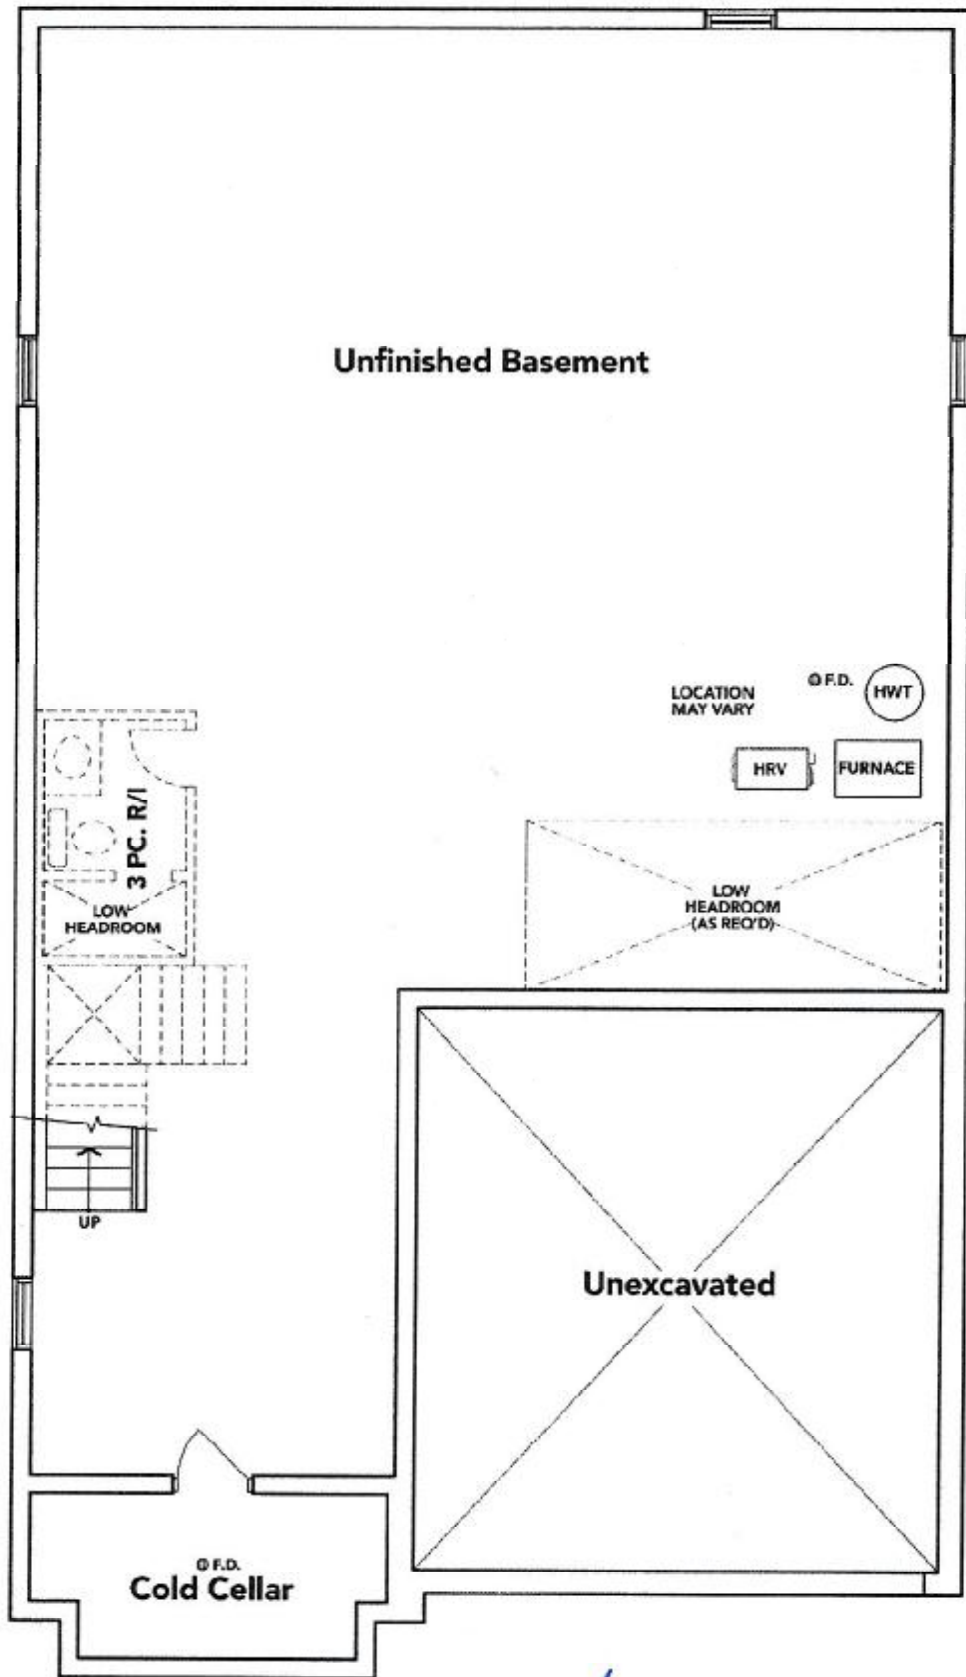 Unfinished Basement
LOCATION
MAY VARY
F.D.
HWT
HRV
FURNACE
3 PC. R/I
LOW
HEADROOM
LOW
HEADROOM
(AS REQ'D)
UP
Unexcavated
F.D.
Cold Cellar